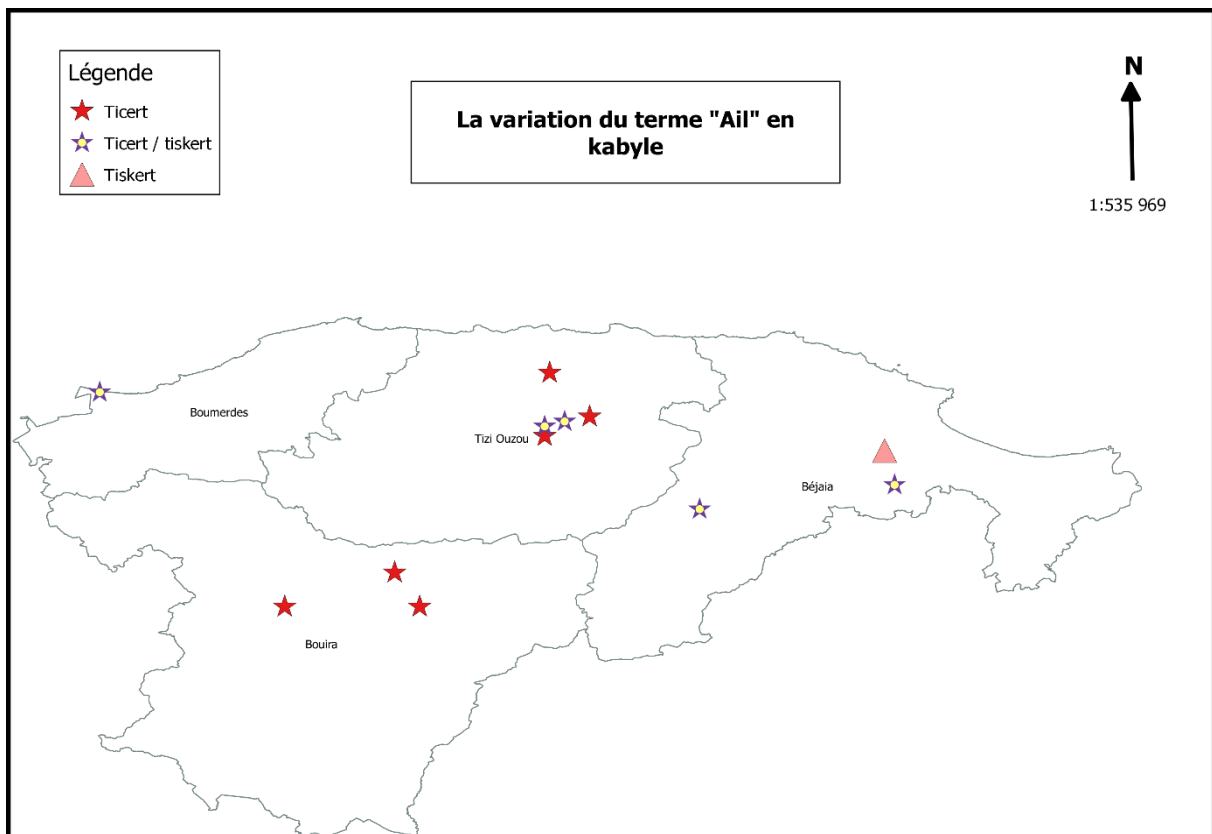 Légende
Ticert
Ticert / tiskert
Tiskert
La variation du terme "Ail" en
kabyle
N
1:535 969
Boumerdes
Tizi Ouzou
Béjaia
Bouira